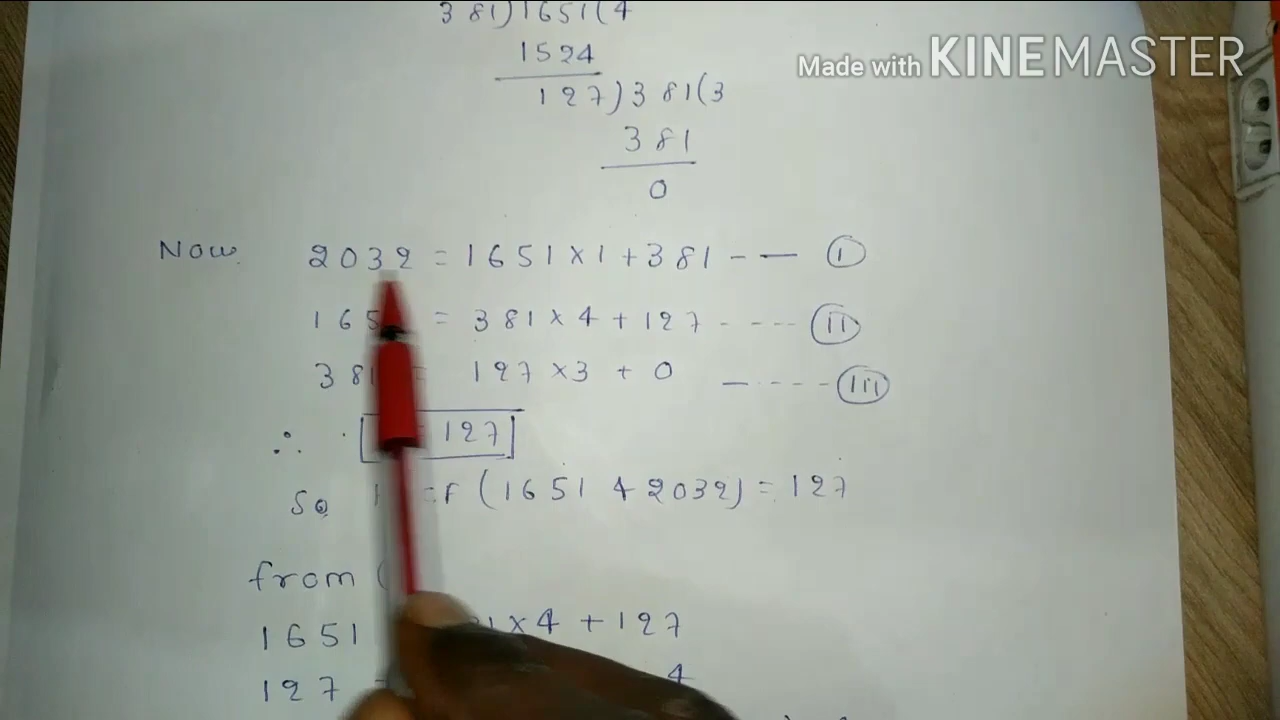 Made with KINEMASTER
381)1651(4
1524
127)381(3
381
0
Now 2032 = 1651 × 1 + 381 -- — (i)
= 381 × 4 + 127 - ---- (ii)
127 × 3 + 0 — ---- (iii)
∴ 127
So (1651 & 2032) = 127
from
1651 × 4 + 127
127 4